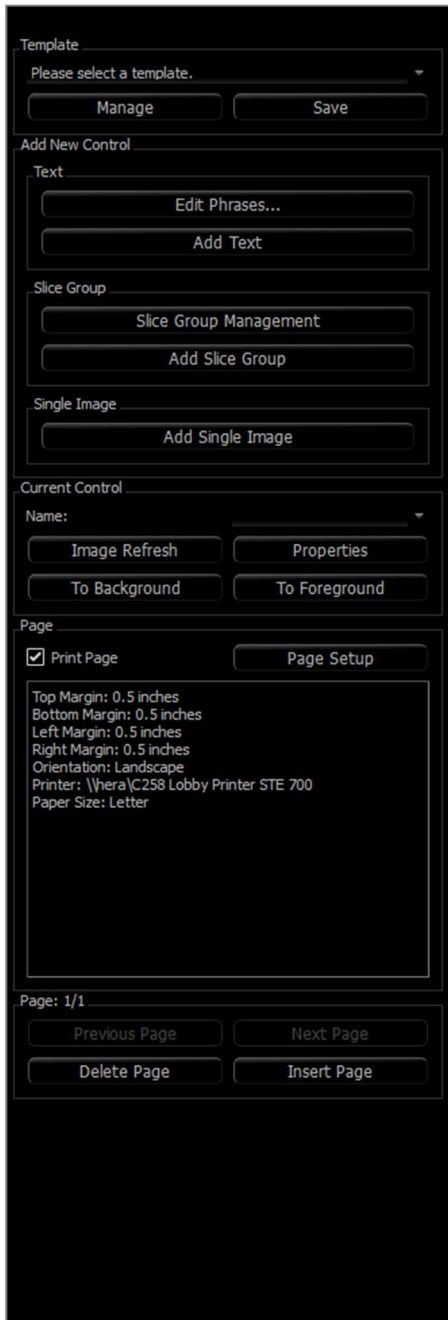 Template
Please select a template.
Manage Save
Add New Control
Text
Edit Phrases...
Add Text
Slice Group
Slice Group Management
Add Slice Group
Single Image
Add Single Image
Current Control
Name:
Image Refresh Properties
To Background To Foreground
Page
Print Page Page Setup
Top Margin: 0.5 inches
Bottom Margin: 0.5 inches
Left Margin: 0.5 inches
Right Margin: 0.5 inches
Orientation: Landscape
Printer: \\hera\C258 Lobby Printer STE 700
Paper Size: Letter
Page: 1/1
Previous Page Next Page
Delete Page Insert Page